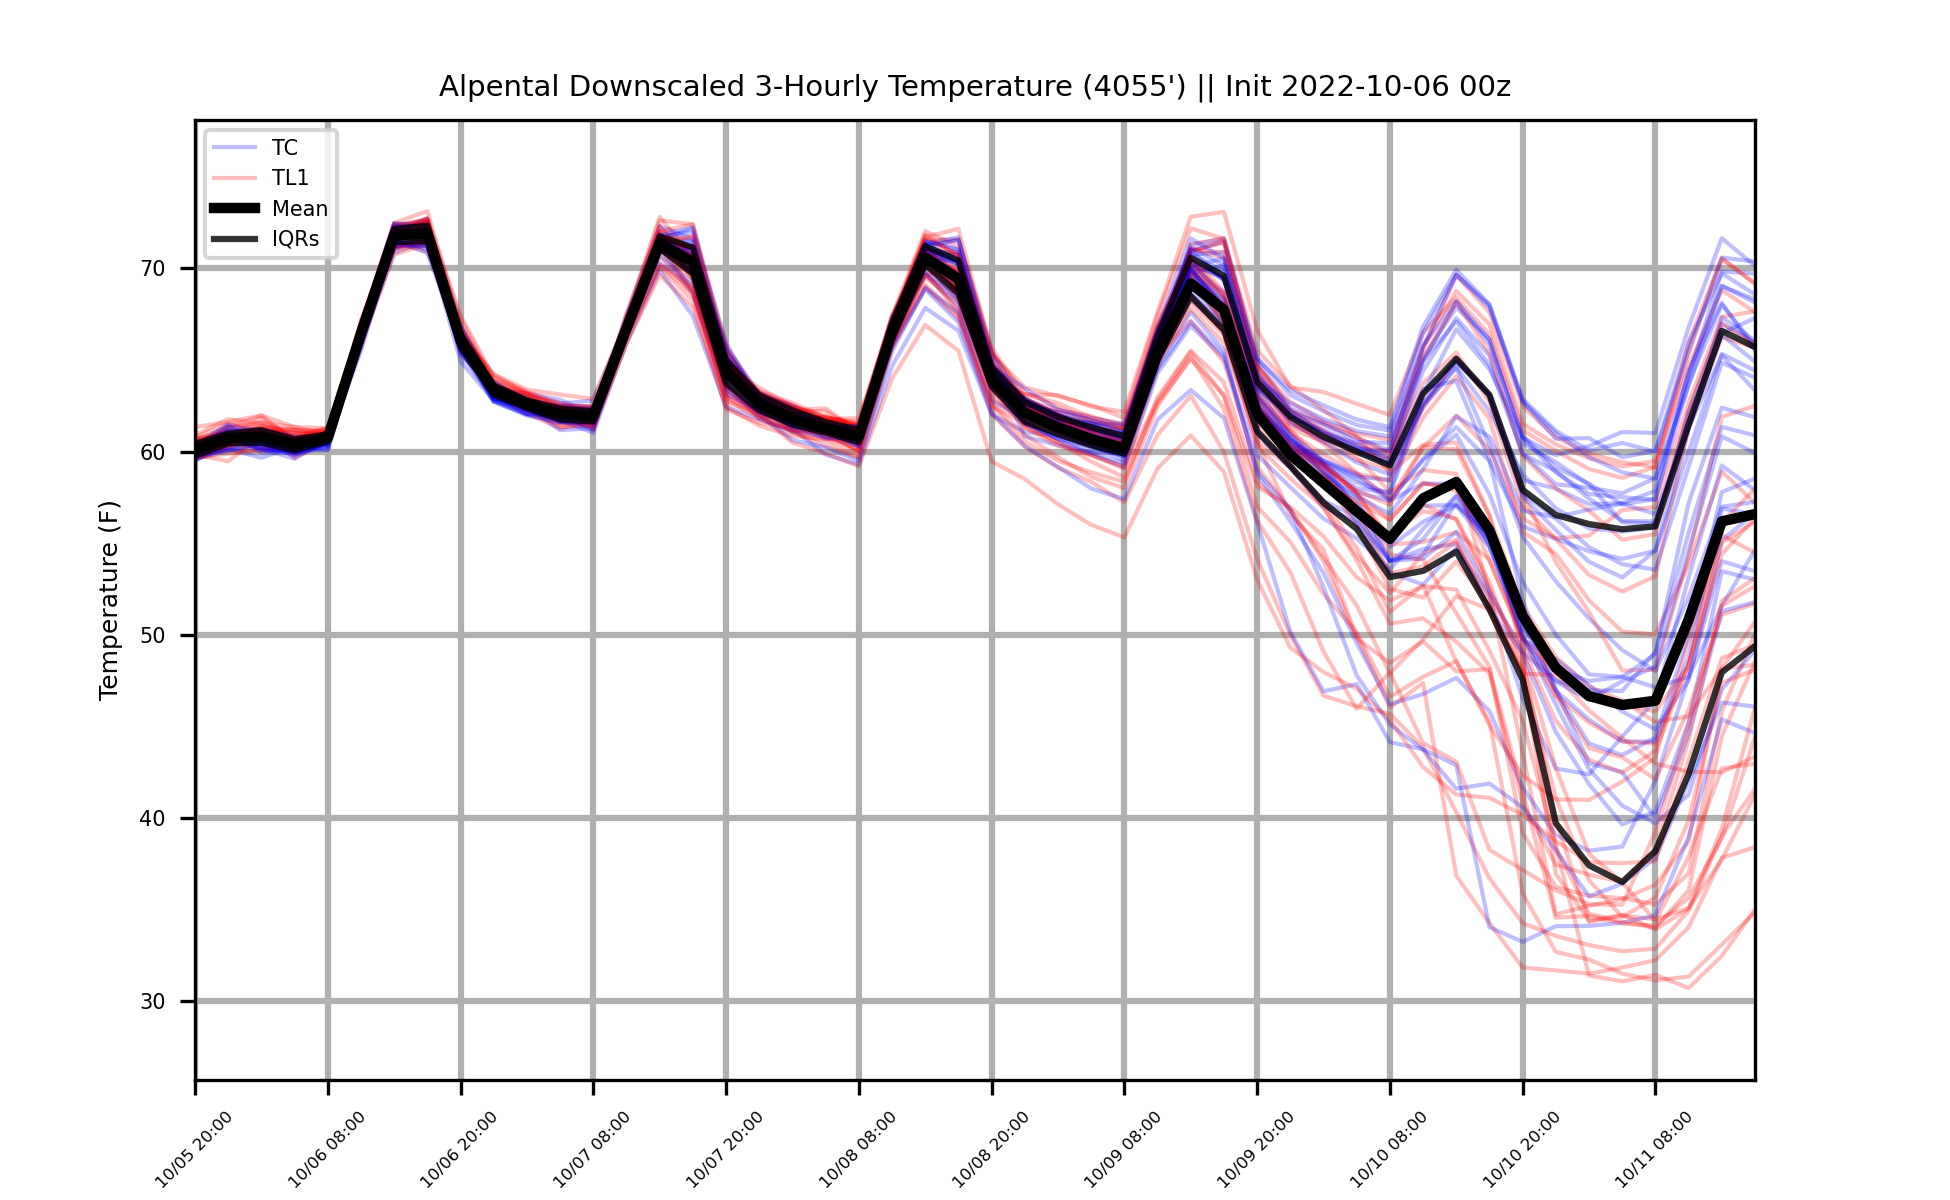 Alpental Downscaled 3-Hourly Temperature (4055') || Init 2022-10-06 00z
TC
TL1
Mean
IQRs
Temperature (F)
70
60
50
40
30
10/05 20:00
10/06 08:00
10/06 20:00
10/07 08:00
10/07 20:00
10/08 08:00
10/08 20:00
10/09 08:00
10/09 20:00
10/10 08:00
10/10 20:00
10/11 08:00